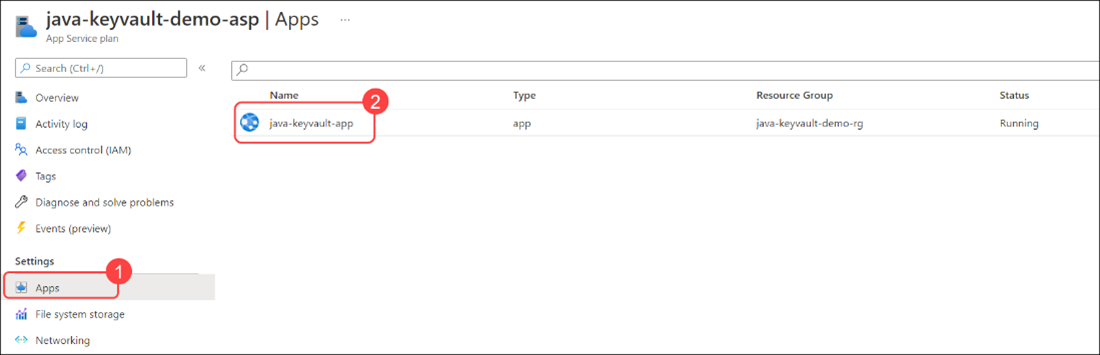 java-keyvault-demo-asp | Apps ...
App Service plan
Search (Ctrl+/) «
Overview
Activity log
Access control (IAM)
Tags
Diagnose and solve problems
Events (preview)
Settings
1
Apps
File system storage
Networking
Name Type Resource Group Status
2
java-keyvault-app app java-keyvault-demo-rg Running